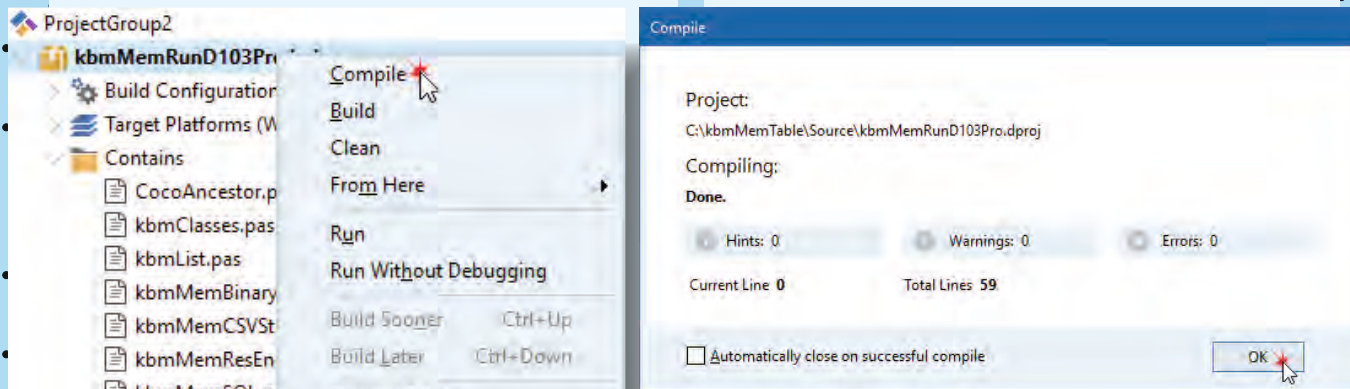 ProjectGroup2
kbmMemRunD103Pro
Build Configuration
Target Platforms (W
Contains
CocoAncestor.p
kbmClasses.pas
kbmList.pas
kbmMemBinary
kbmMemCSVSt
kbmMemResEn
Compile
Build
Clean
From Here
Run
Run Without Debugging
Build Sooner Ctrl+Up
Build Later Ctrl+Down
Compile
Project:
C:\kbmMemTable\Source\kbmMemRunD103Pro.dproj
Compiling:
Done.
Hints: 0 Warnings: 0 Errors: 0
Current Line 0 Total Lines 59
Automatically close on successful compile
OK